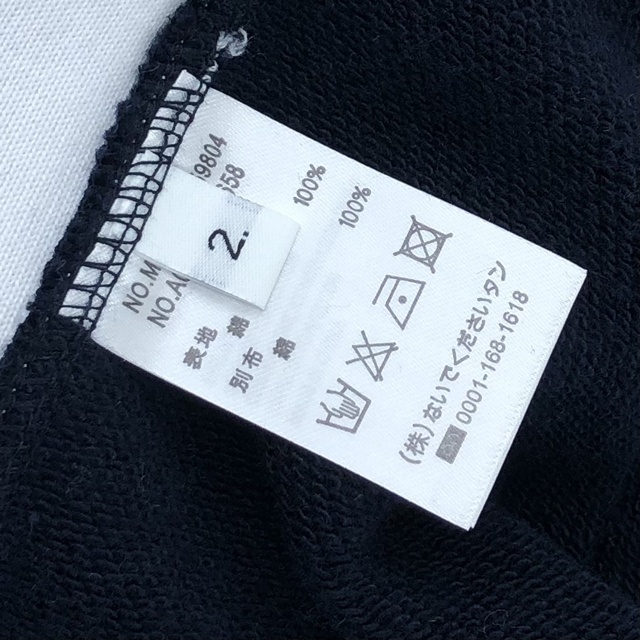 NO.M 9804
NO.A 58
2.
表地 綿 100%
別布 綿 100%
(株)ないてくださいタン
0001-168-1618